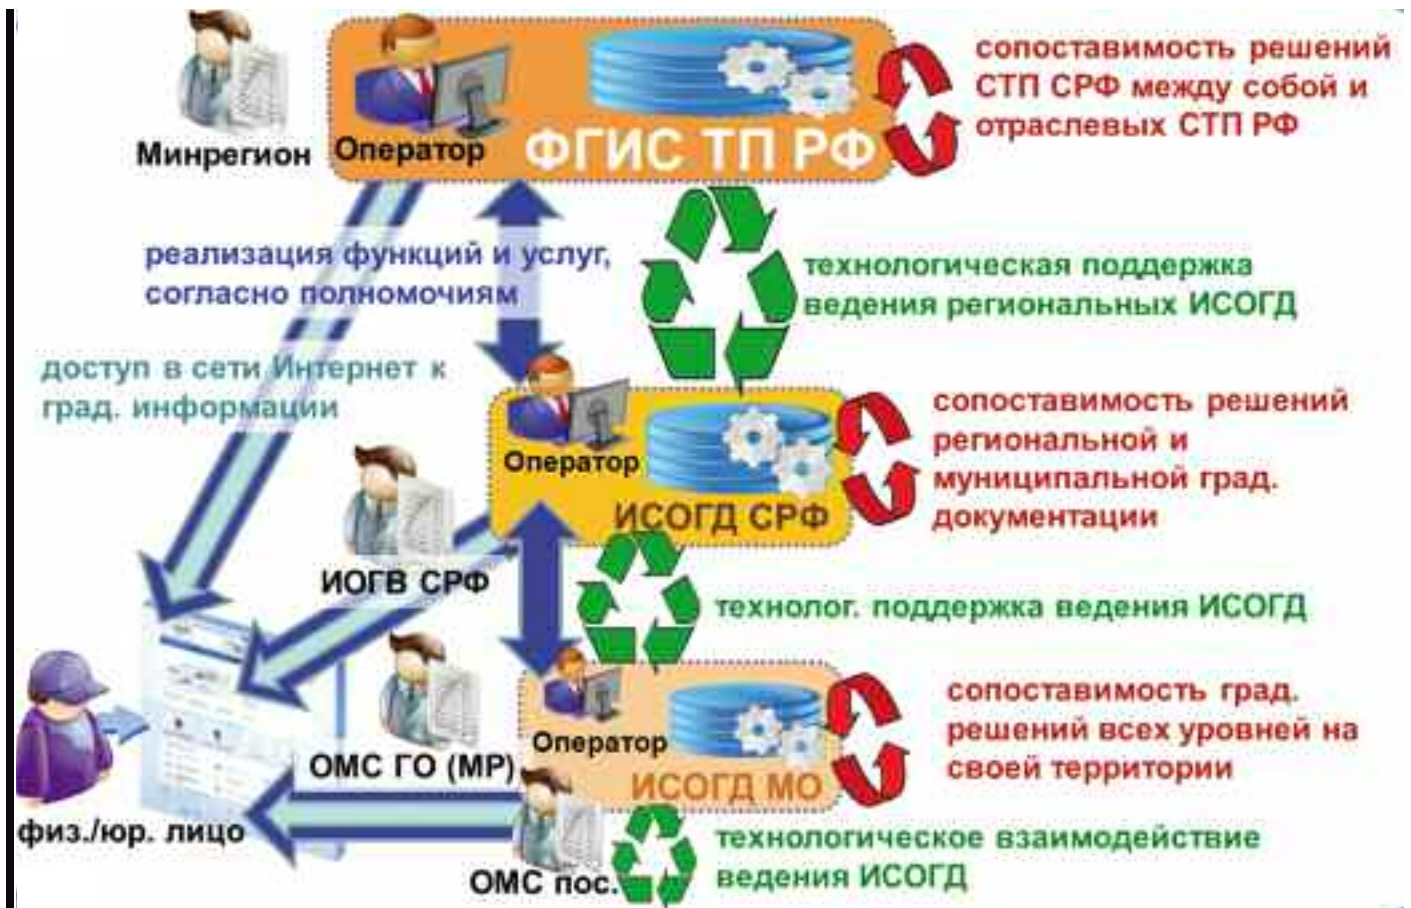 сопоставимость решений
СТП СРФ между собой и
отраслевых СТП РФ
Минрегион
Оператор
ФГИС ТП РФ
реализация функций и услуг,
согласно полномочиям
технологическая поддержка
ведения региональных ИСОГД
доступ в сети Интернет к
град. информации
сопоставимость решений
региональной и
муниципальной град.
документации
Оператор
ИСОГД СРФ
ИОГВ СРФ
технолог. поддержка ведения ИСОГД
сопоставимость град.
решений всех уровней на
своей территории
Оператор
ОМС ГО (МР)
ИСОГД МО
физ./юр. лицо
технологическое взаимодействие
ведения ИСОГД
ОМС пос.